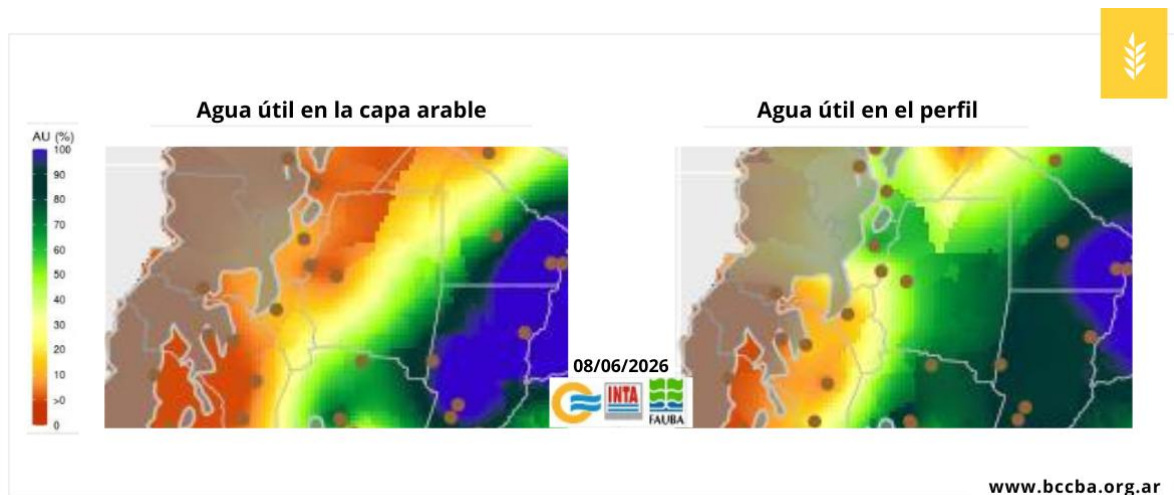 Agua útil en la capa arable
Agua útil en el perfil
AU (%)
100
90
80
70
60
50
40
30
20
10
>0
0
08/06/2026
INTA
FAUBA
www.bccba.org.ar